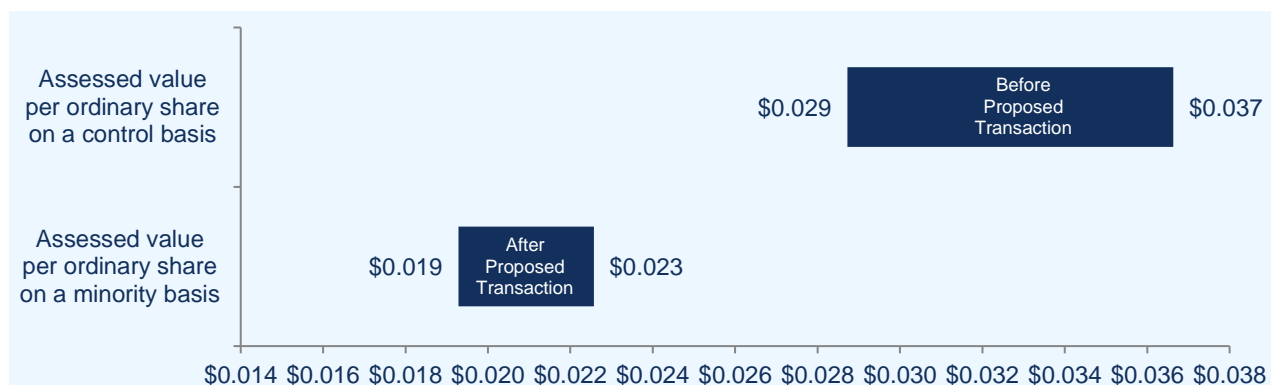 Assessed value
per ordinary share
on a control basis
$0.029
Before
Proposed
Transaction
$0.037
Assessed value
per ordinary share
on a minority basis
$0.019
After
Proposed
Transaction
$0.023
$0.014 $0.016 $0.018 $0.020 $0.022 $0.024 $0.026 $0.028 $0.030 $0.032 $0.034 $0.036 $0.038